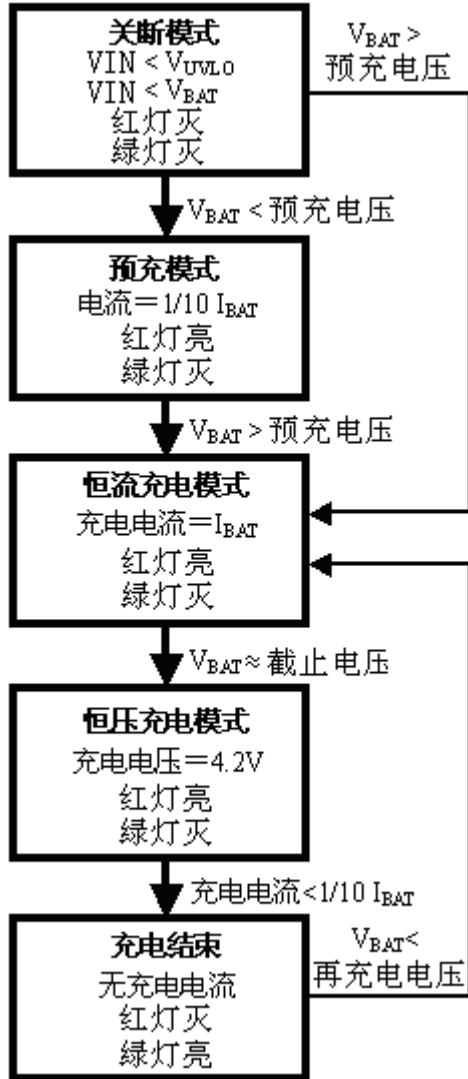 关断模式
VIN < VUVLO
VIN < VBAT
红灯灭
绿灯灭
VBAT >
预充电压
VBAT < 预充电压
预充模式
电流＝1/10 IBAT
红灯亮
绿灯灭
VBAT > 预充电压
恒流充电模式
充电电流＝IBAT
红灯亮
绿灯灭
VBAT≈ 截止电压
恒压充电模式
充电电压＝4.2V
红灯亮
绿灯灭
充电电流<1/10 IBAT
充电结束
无充电电流
红灯灭
绿灯亮
VBAT<
再充电电压